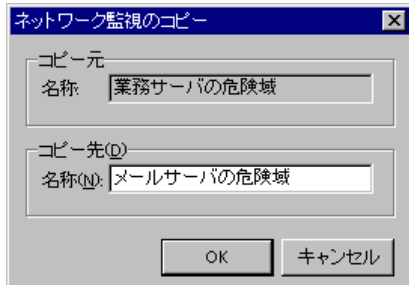 ネットワーク監視のコピー
コピー元
名称: 業務サーバの危険域
コピー先(D)
名称(N): メールサーバの危険域
OK キャンセル